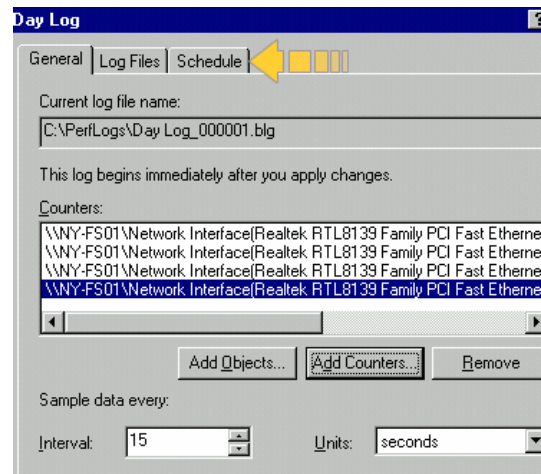 Day Log
General Log Files Schedule
Current log file name:
C:\PerfLogs\Day Log_000001.blg
This log begins immediately after you apply changes.
Counters:
\\NY-FS01\Network Interface(Realtek RTL8139 Family PCI Fast Etherne
\\NY-FS01\Network Interface(Realtek RTL8139 Family PCI Fast Etherne
\\NY-FS01\Network Interface(Realtek RTL8139 Family PCI Fast Etherne
\\NY-FS01\Network Interface(Realtek RTL8139 Family PCI Fast Etherne
Add Objects... Add Counters... Remove
Sample data every:
Interval: 15 Units: seconds